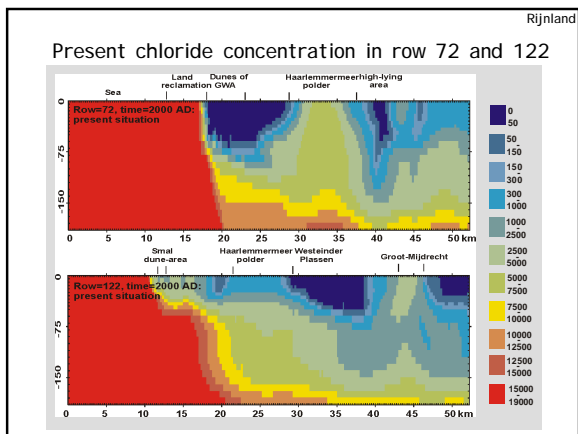 Rijnland
Present chloride concentration in row 72 and 122
Sea
Land reclamation
Dunes of GWA
Haarlemmermeer polder
high-lying area
Row=72, time=2000 AD:
present situation
0
-75
-150
0 5 10 15 20 25 30 35 40 45 50 km
Smal dune-area
Haarlemmermeer polder
Westeinder Plassen
Groot-Mijdrecht
Row=122, time=2000 AD:
present situation
0
-75
-150
0 5 10 15 20 25 30 35 40 45 50 km
0
50
50 -
150
150
300
300
1000
1000
2500
2500
5000
5000
7500
7500
10000
10000
12500
12500
15000
15000
19000